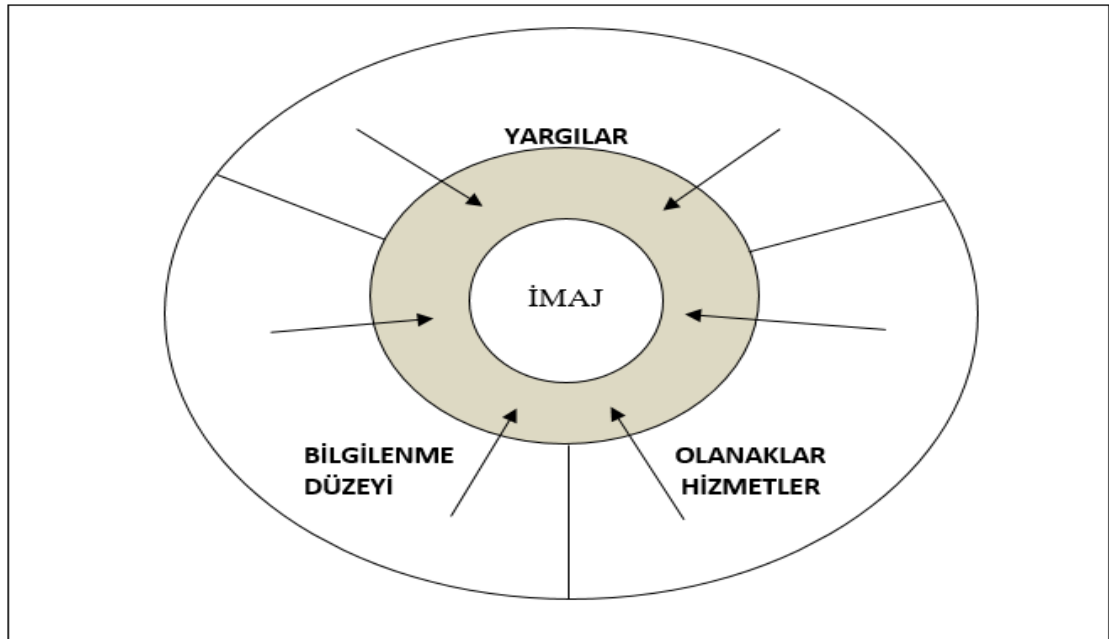 YARGILAR
İMAJ
BİLGİLENME
DÜZEYİ
OLANAKLAR
HİZMETLER